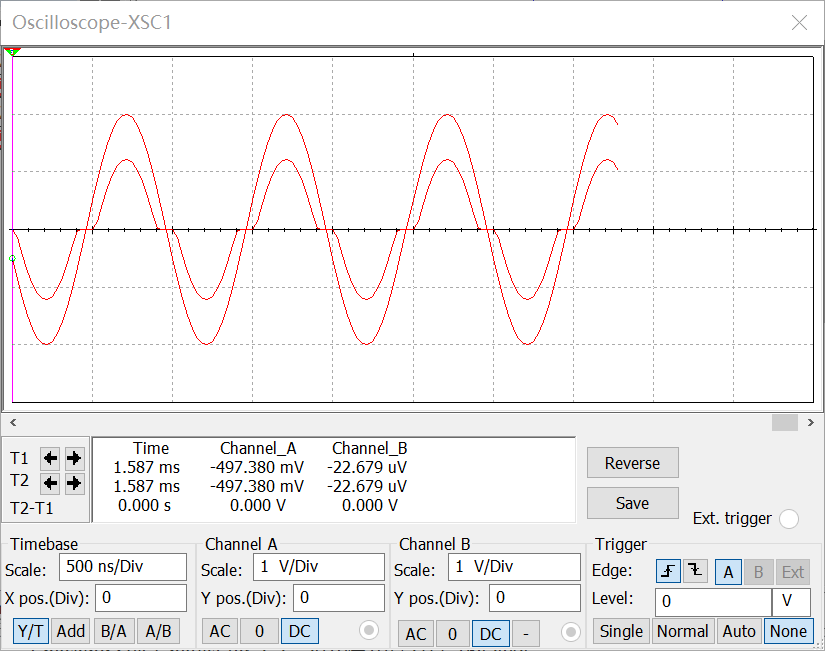 Oscilloscope-XSC1
Time Channel_A Channel_B
T1 1.587 ms -497.380 mV -22.679 uV
T2 1.587 ms -497.380 mV -22.679 uV
T2-T1 0.000 s 0.000 V 0.000 V
Reverse
Save
Ext. trigger
Timebase
Scale: 500 ns/Div
X pos.(Div): 0
Y/T Add B/A A/B
Channel A
Scale: 1 V/Div
Y pos.(Div): 0
AC 0 DC
Channel B
Scale: 1 V/Div
Y pos.(Div): 0
AC 0 DC -
Trigger
Edge: A B Ext
Level: 0 V
Single Normal Auto None